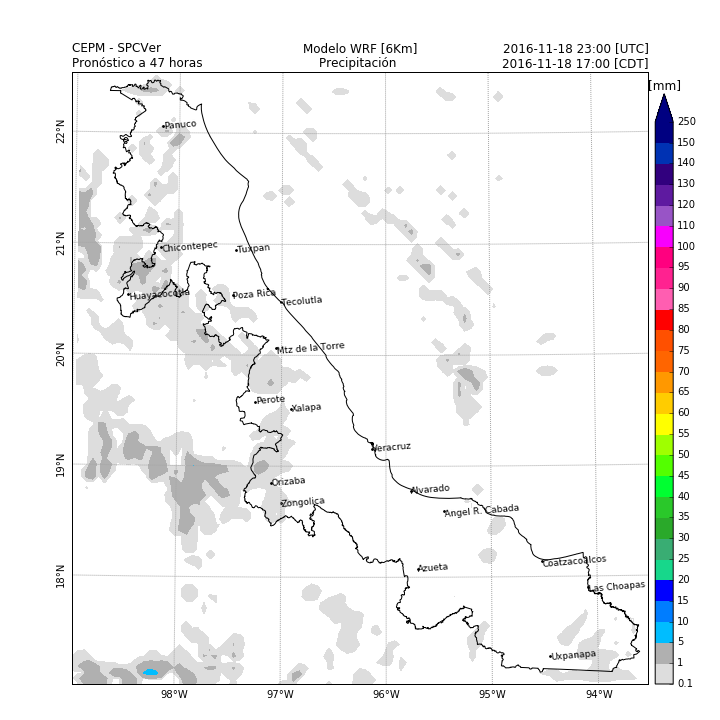 CEPM - SPCVer
Modelo WRF [6Km]
2016-11-18 23:00 [UTC]
Pronóstico a 47 horas
Precipitación
2016-11-18 17:00 [CDT]
[mm]
250
150
140
130
120
110
100
95
90
85
80
75
70
65
60
55
50
45
40
35
30
25
20
15
10
5
1
0.1
22°N
21°N
20°N
19°N
18°N
98°W
97°W
96°W
95°W
94°W
Panuco
Chicontepec
Tuxpan
Huayacocotla
Poza Rica
Tecolutla
Mtz de la Torre
Perote
Xalapa
Veracruz
Orizaba
Alvarado
Zongolica
Angel R. Cabada
Azueta
Coatzacoalcos
Las Choapas
Uxpanapa